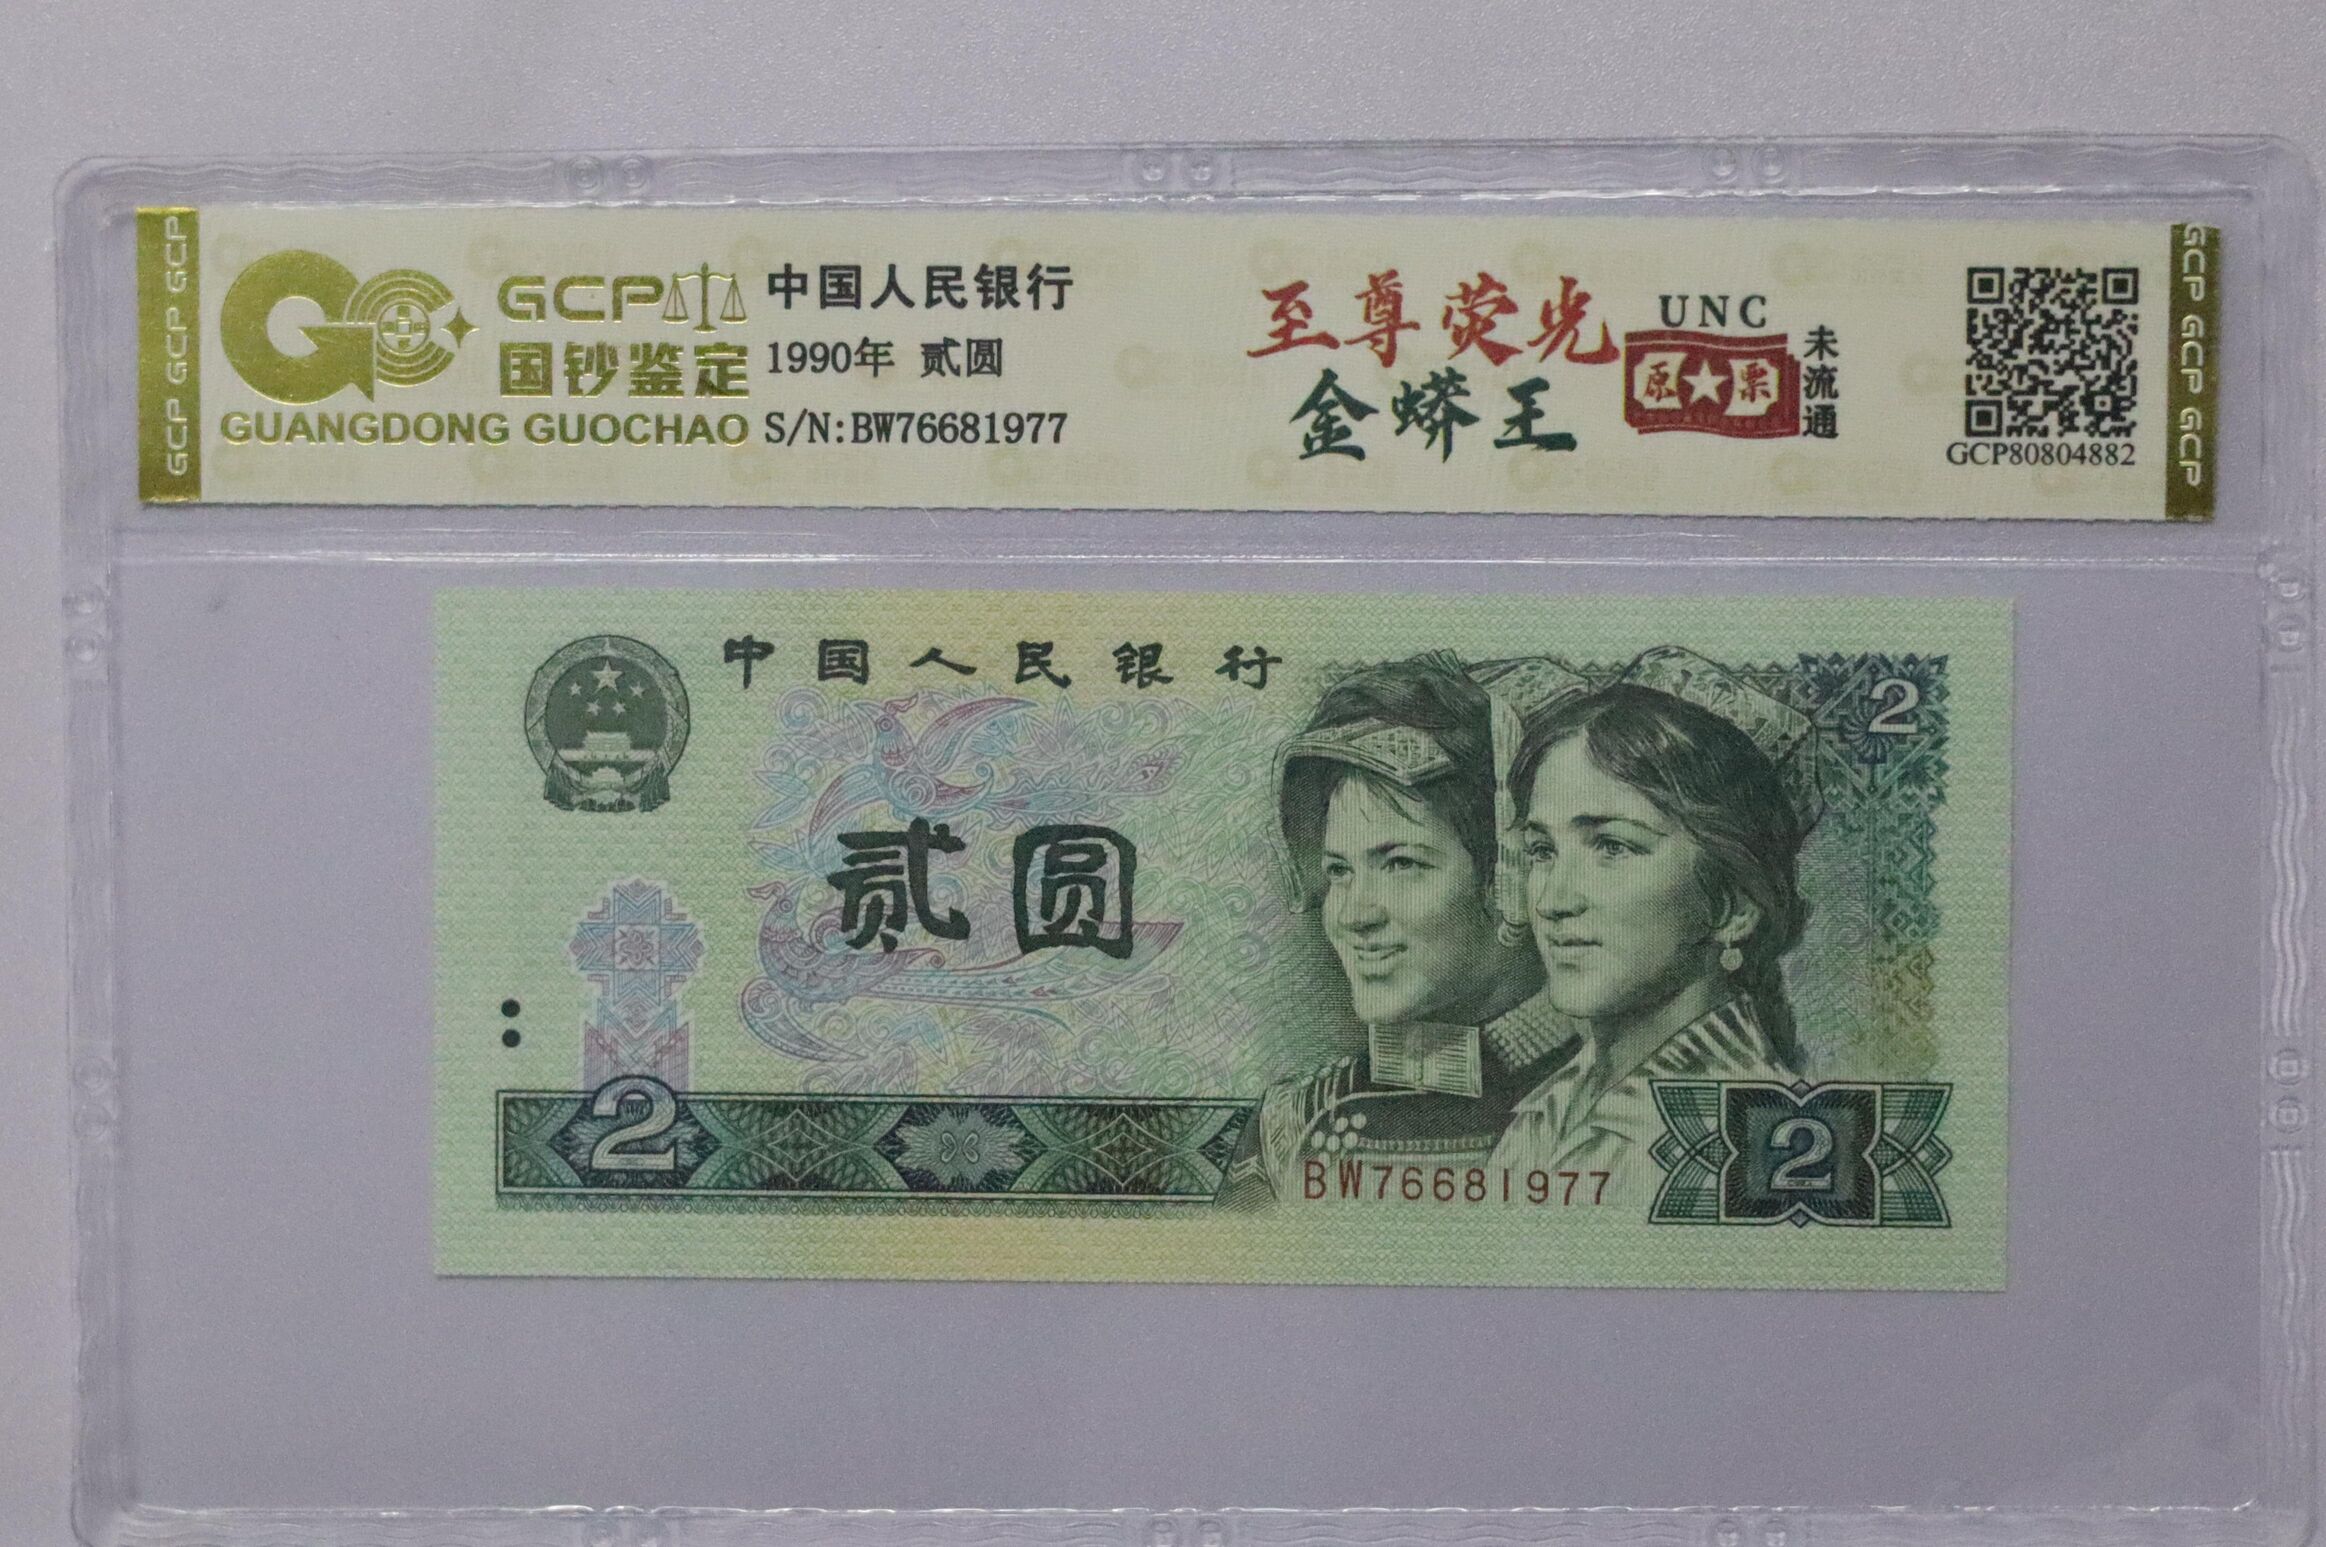 GCP GCP GCP
GCP
国钞鉴定
GUANGDONG GUOCHAO
中国人民银行
1990年 贰圆
S/N:BW76681977
至尊荧光
金蟒王
UNC
原★票
未流通
GCP80804882
GCP GCP GCP
中国人民银行
2
贰圆
2
2
BW76681977